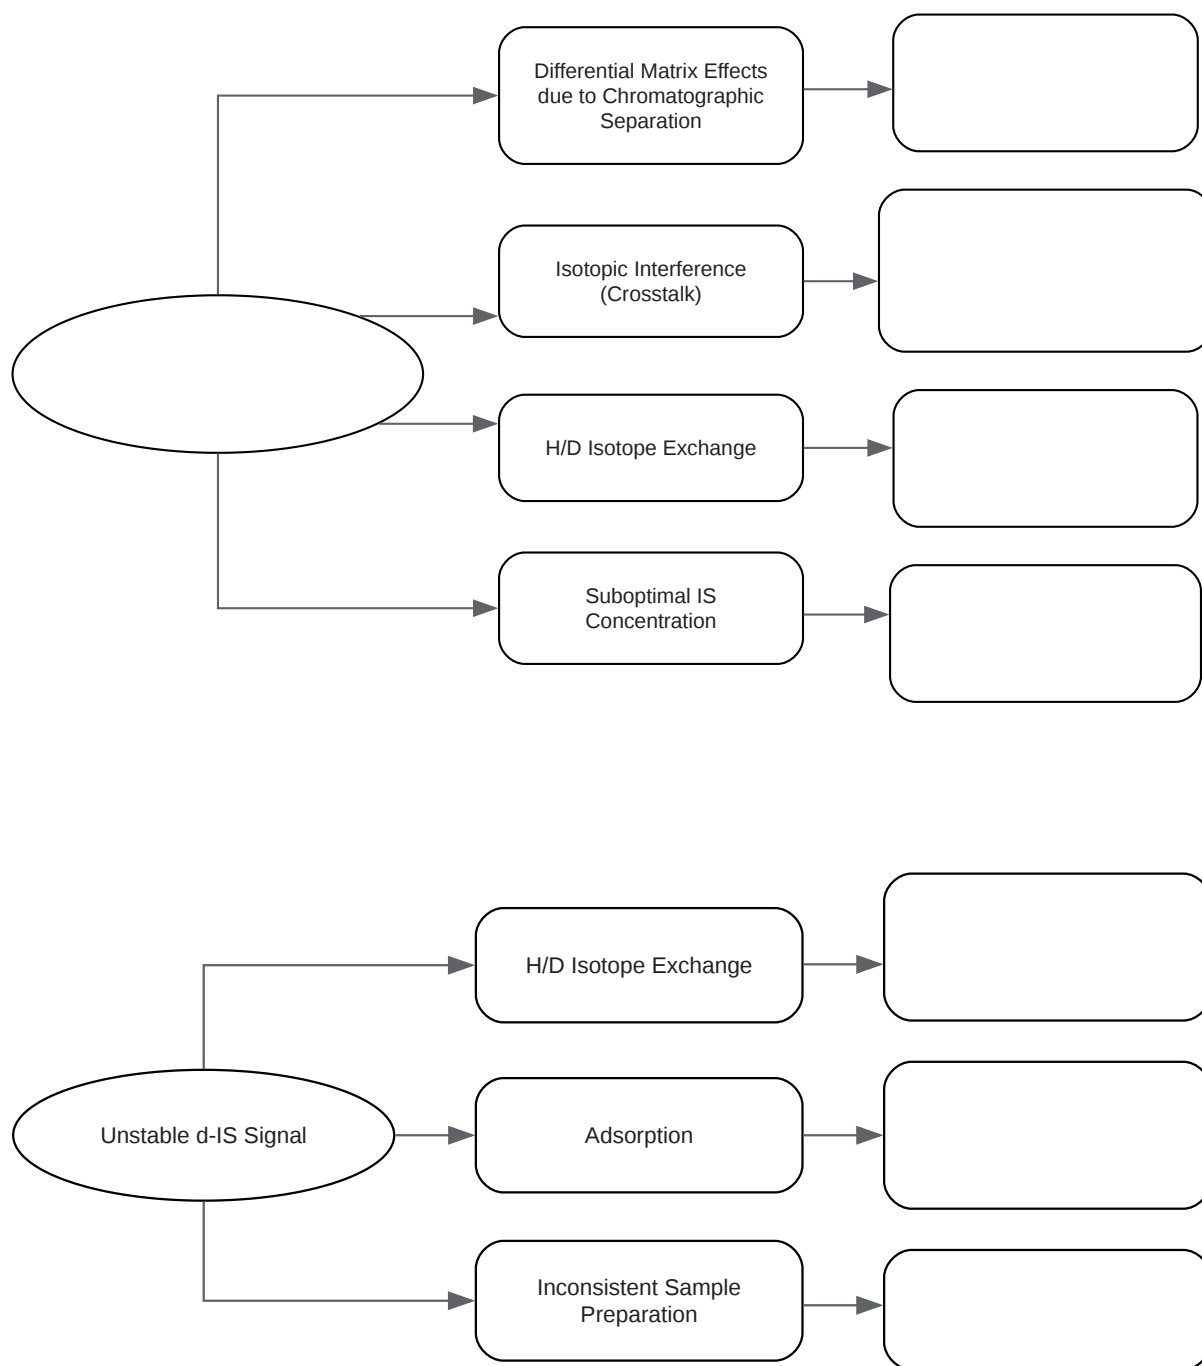 Differential Matrix Effects
due to Chromatographic
Separation
Isotopic Interference
(Crosstalk)
H/D Isotope Exchange
Suboptimal IS
Concentration
H/D Isotope Exchange
Unstable d-IS Signal
Adsorption
Inconsistent Sample
Preparation